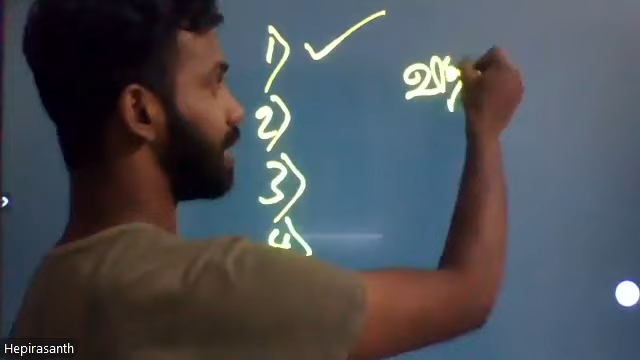 1) ✓
2)
3)
4)
Hepirasanth